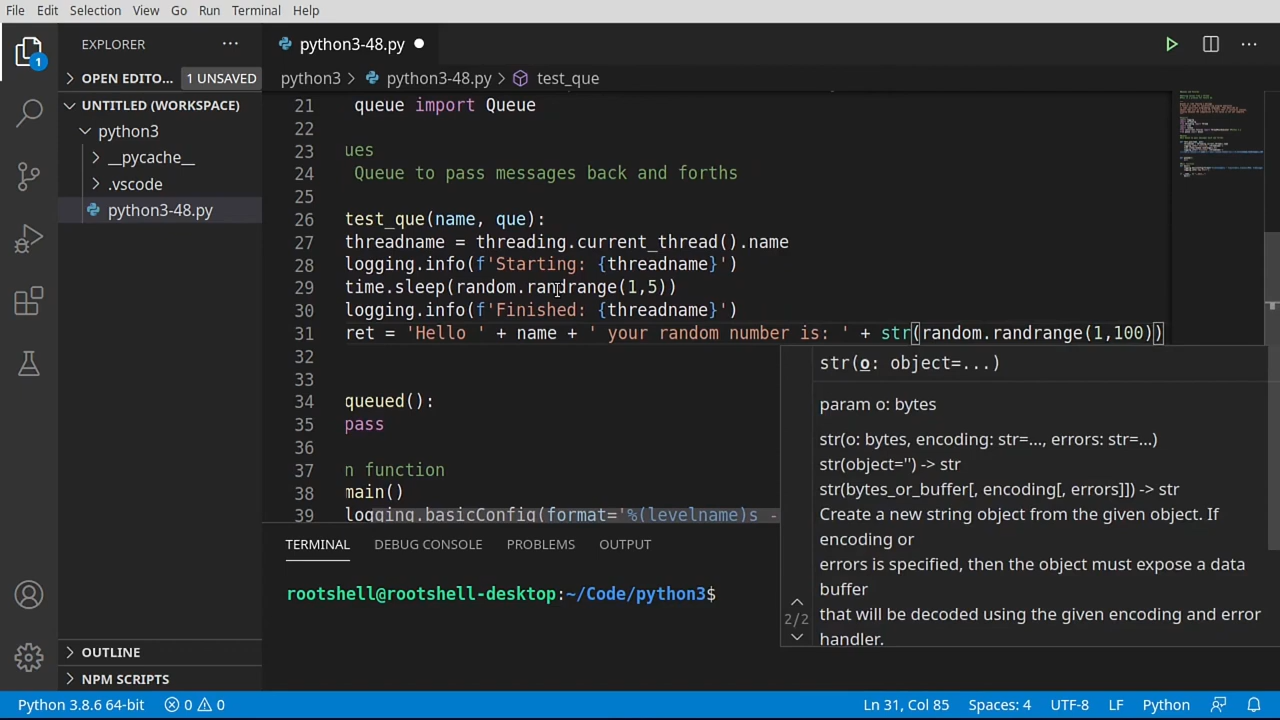 File Edit Selection View Go Run Terminal Help
EXPLORER
python3-48.py
1
OPEN EDITO... 1 UNSAVED
python3 > python3-48.py > test_que
UNTITLED (WORKSPACE)
python3
__pycache__
.vscode
python3-48.py
21 queue import Queue
22
23 ues
24 Queue to pass messages back and forths
25
26 test_que(name, que):
27 threadname = threading.current_thread().name
28 logging.info(f'Starting: {threadname}')
29 time.sleep(random.randrange(1,5))
30 logging.info(f'Finished: {threadname}')
31 ret = 'Hello ' + name + ' your random number is: ' + str(random.randrange(1,100))
32
33
34 queued():
35 pass
36
37 n function
38 main()
39 logging.basicConfig(format='%(levelname)s -
str(o: object=...)
param o: bytes
str(o: bytes, encoding: str=..., errors: str=...)
str(object='') -> str
str(bytes_or_buffer[, encoding[, errors]]) -> str
Create a new string object from the given object. If
encoding or
errors is specified, then the object must expose a data
buffer
that will be decoded using the given encoding and error
handler.
2/2
TERMINAL DEBUG CONSOLE PROBLEMS OUTPUT
rootshell@rootshell-desktop:~/Code/python3$
OUTLINE
NPM SCRIPTS
Python 3.8.6 64-bit 0 0 Ln 31, Col 85 Spaces: 4 UTF-8 LF Python